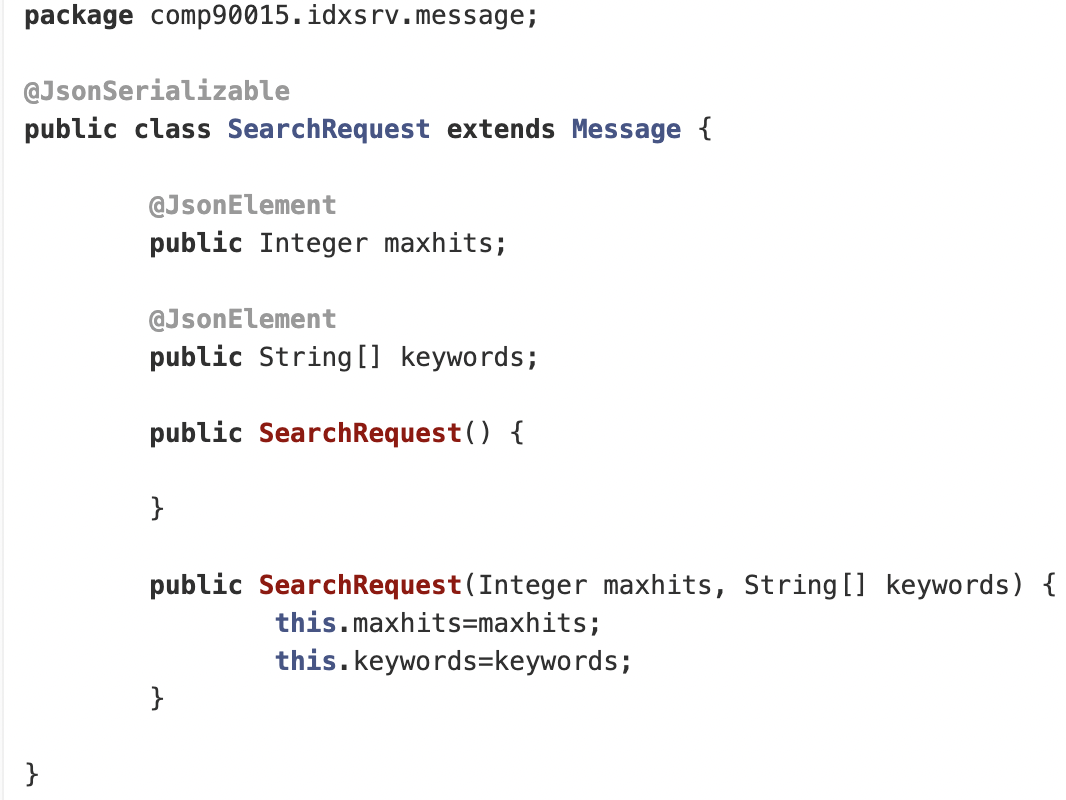 package comp90015.idxsrv.message;
@JsonSerializable
public class SearchRequest extends Message {
@JsonElement
public Integer maxhits;
@JsonElement
public String[] keywords;
public SearchRequest() {
}
public SearchRequest(Integer maxhits, String[] keywords) {
this.maxhits=maxhits;
this.keywords=keywords;
}
}